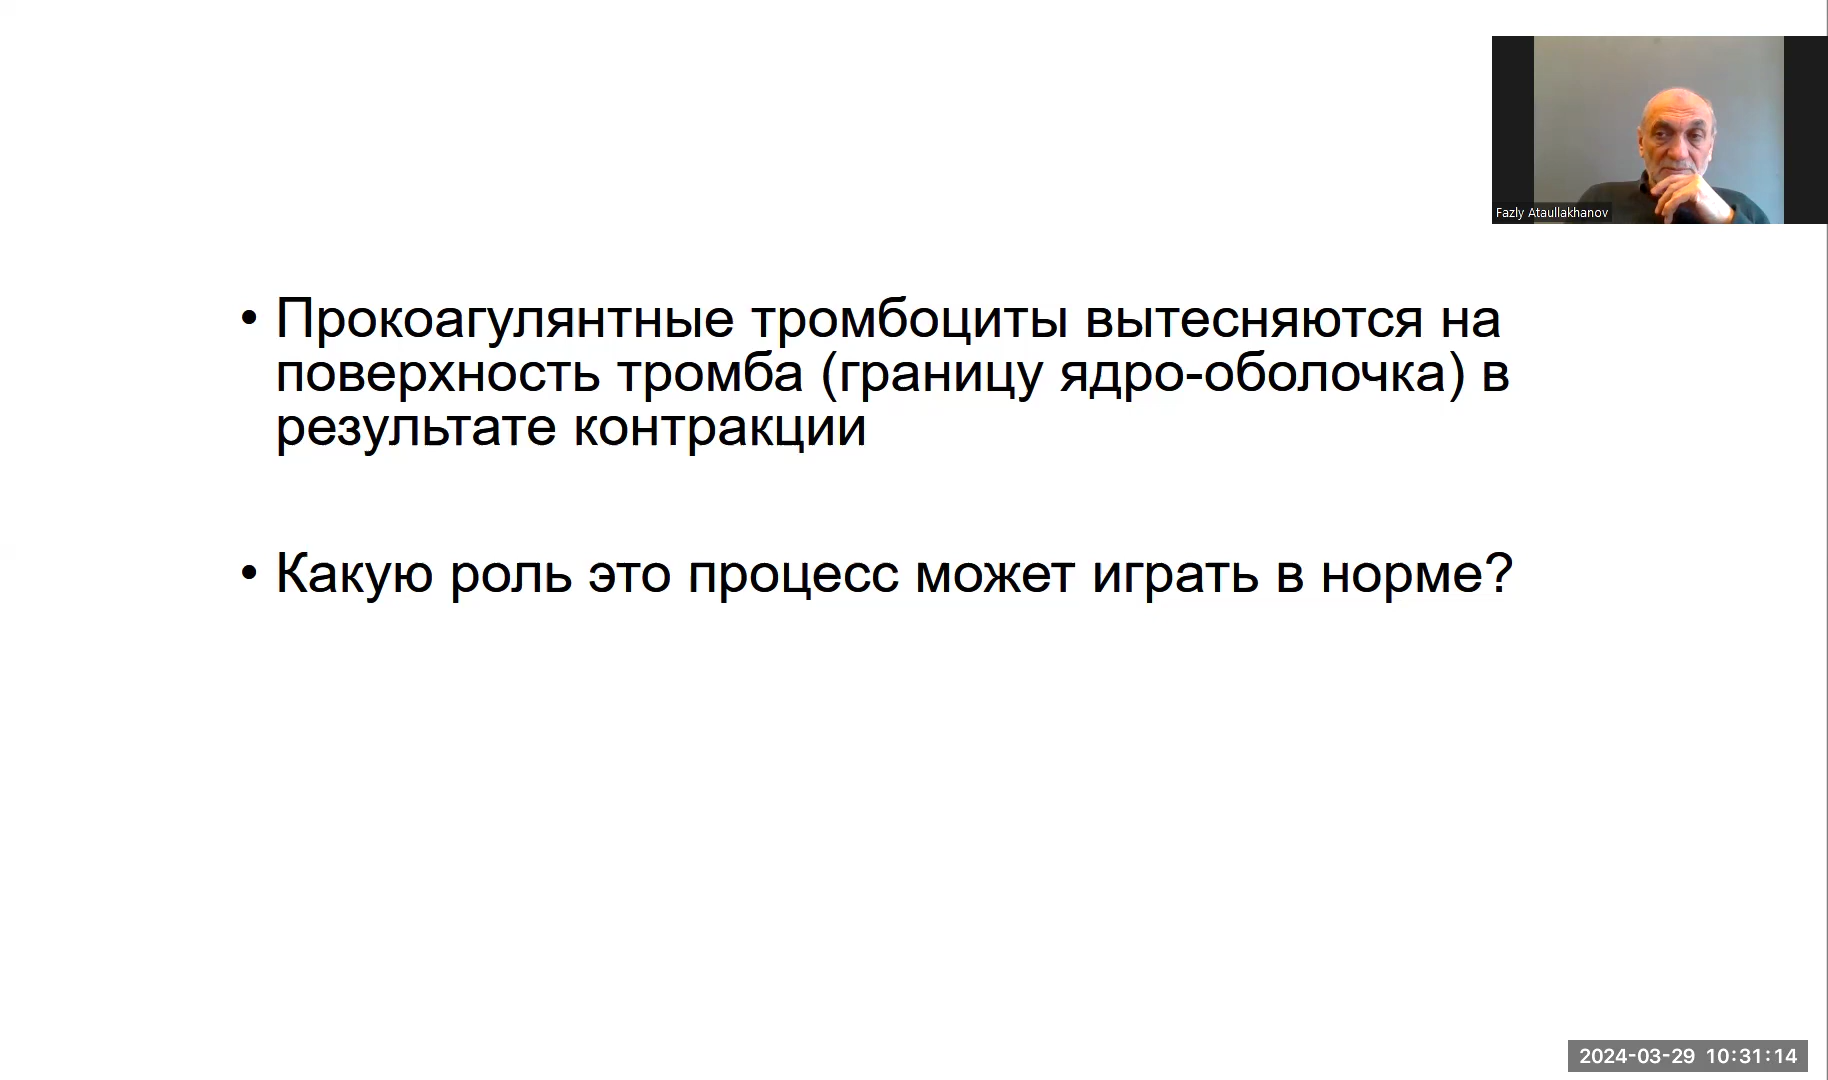 Fazly Ataullakhanov
• Прокоагулянтные тромбоциты вытесняются на
поверхность тромба (границу ядро-оболочка) в
результате контракции
• Какую роль это процесс может играть в норме?
2024-03-29 10:31:14